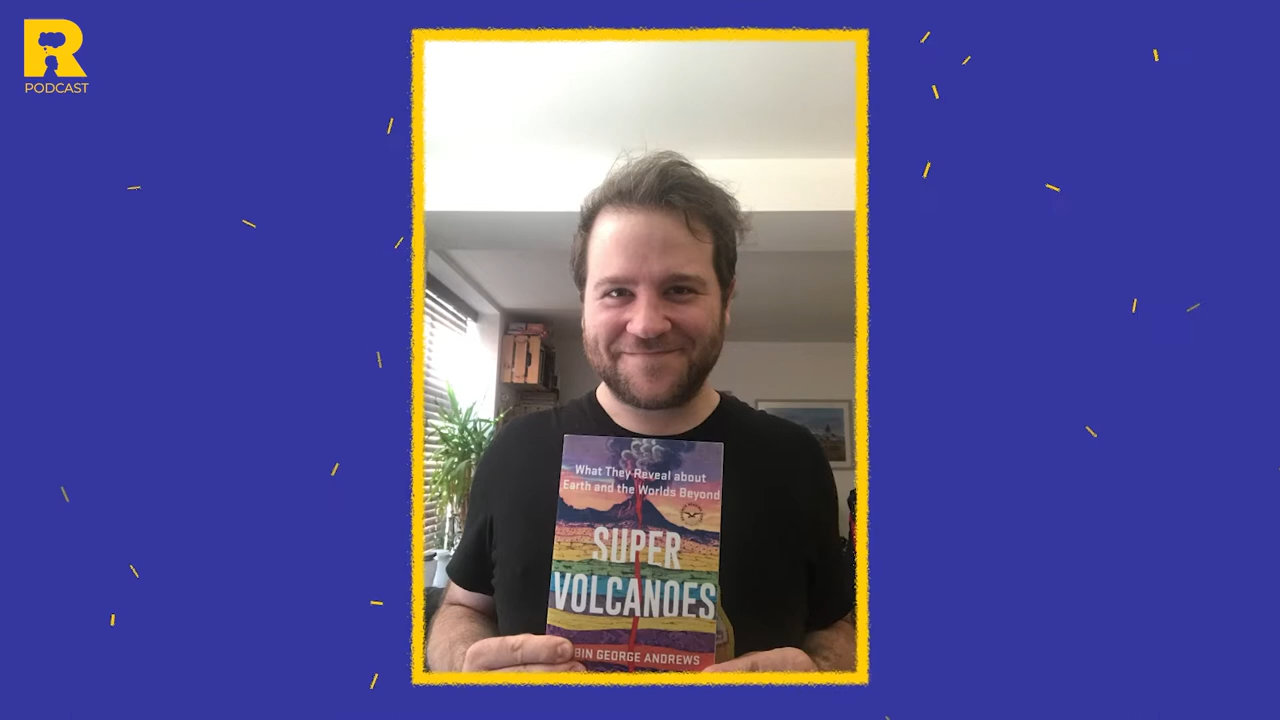 R
PODCAST
What They Reveal about
Earth and the Worlds Beyond
SUPER
VOLCANOES
BIN GEORGE ANDREWS